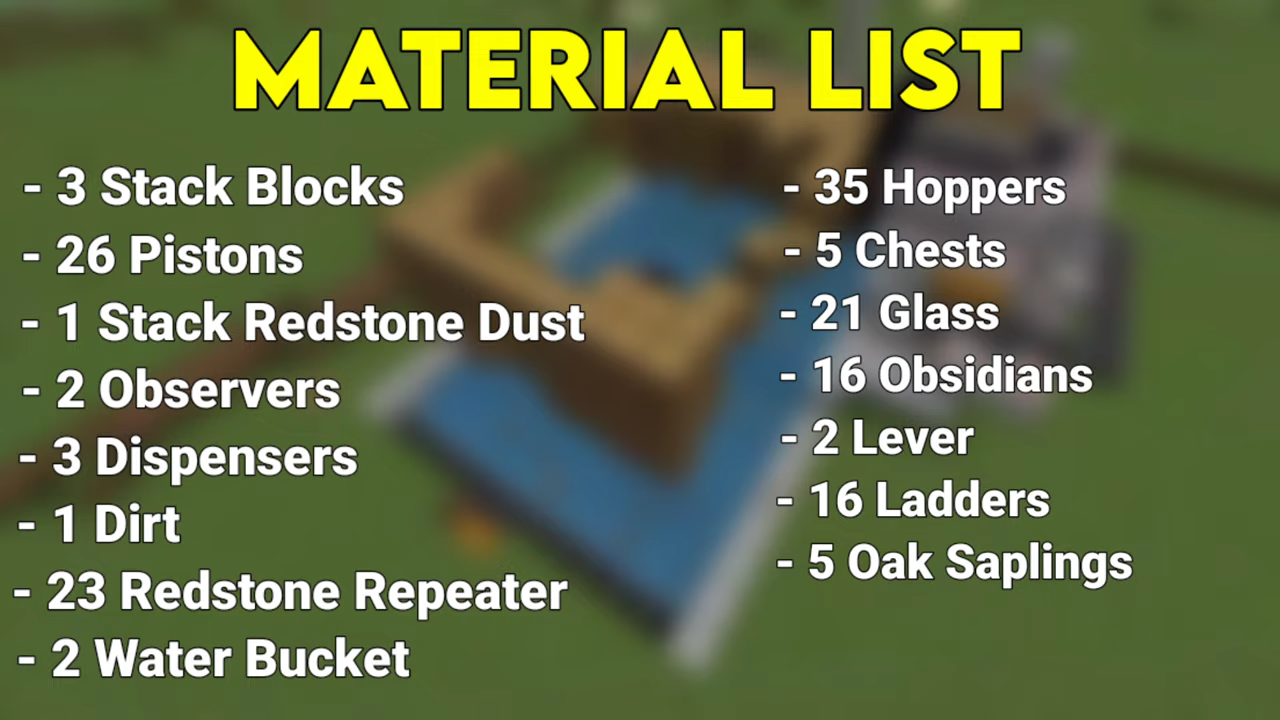 MATERIAL LIST
- 3 Stack Blocks
- 26 Pistons
- 1 Stack Redstone Dust
- 2 Observers
- 3 Dispensers
- 1 Dirt
- 23 Redstone Repeater
- 2 Water Bucket
- 35 Hoppers
- 5 Chests
- 21 Glass
- 16 Obsidians
- 2 Lever
- 16 Ladders
- 5 Oak Saplings